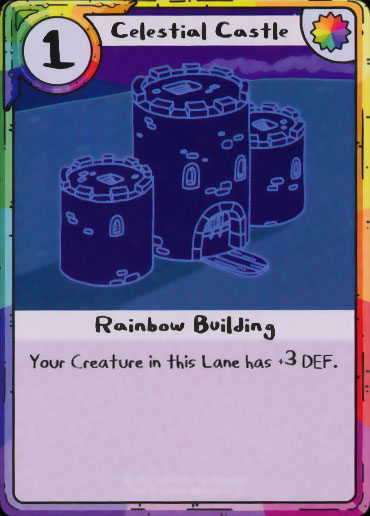 1
Celestial Castle
Rainbow Building
Your Creature in this Lane has +3 DEF.